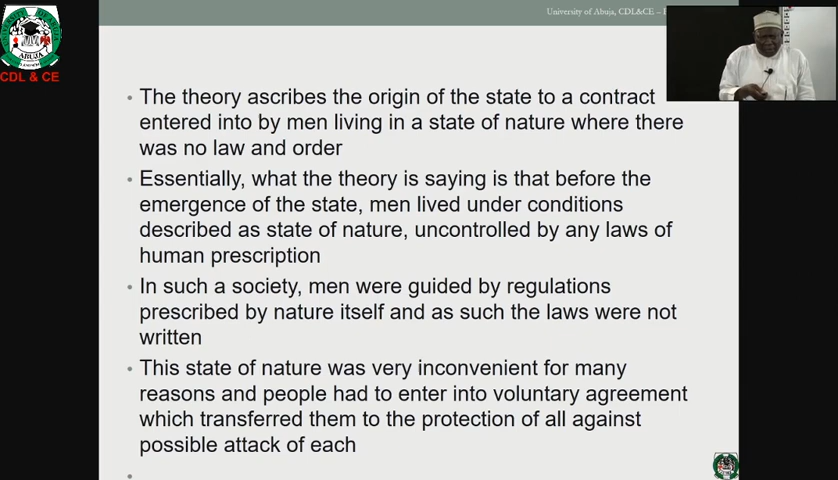 University of Abuja, CDL&CE –
ABUJA
CDL & CE
• The theory ascribes the origin of the state to a contract
entered into by men living in a state of nature where there
was no law and order
• Essentially, what the theory is saying is that before the
emergence of the state, men lived under conditions
described as state of nature, uncontrolled by any laws of
human prescription
• In such a society, men were guided by regulations
prescribed by nature itself and as such the laws were not
written
• This state of nature was very inconvenient for many
reasons and people had to enter into voluntary agreement
which transferred them to the protection of all against
possible attack of each
•